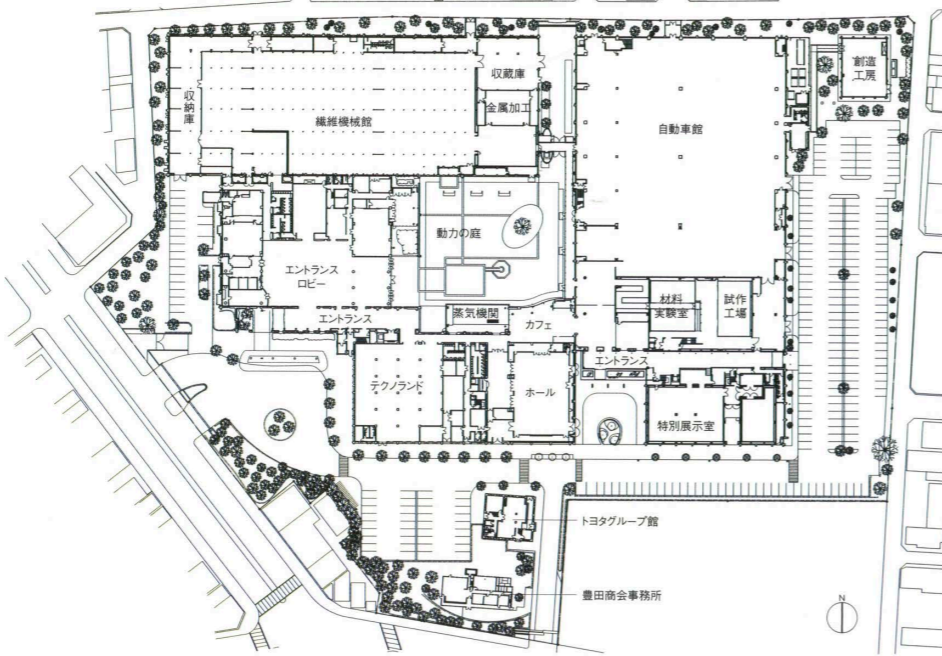 収蔵庫
創造
工房
収納庫
繊維機械館
金属加工
自動車館
動力の庭
エントランス
ロビー
エントランス
蒸気機関
カフェ
材料
実験室
試作
工場
エントランス
テクノランド
ホール
特別展示室
トヨタグループ館
豊田商会事務所
N